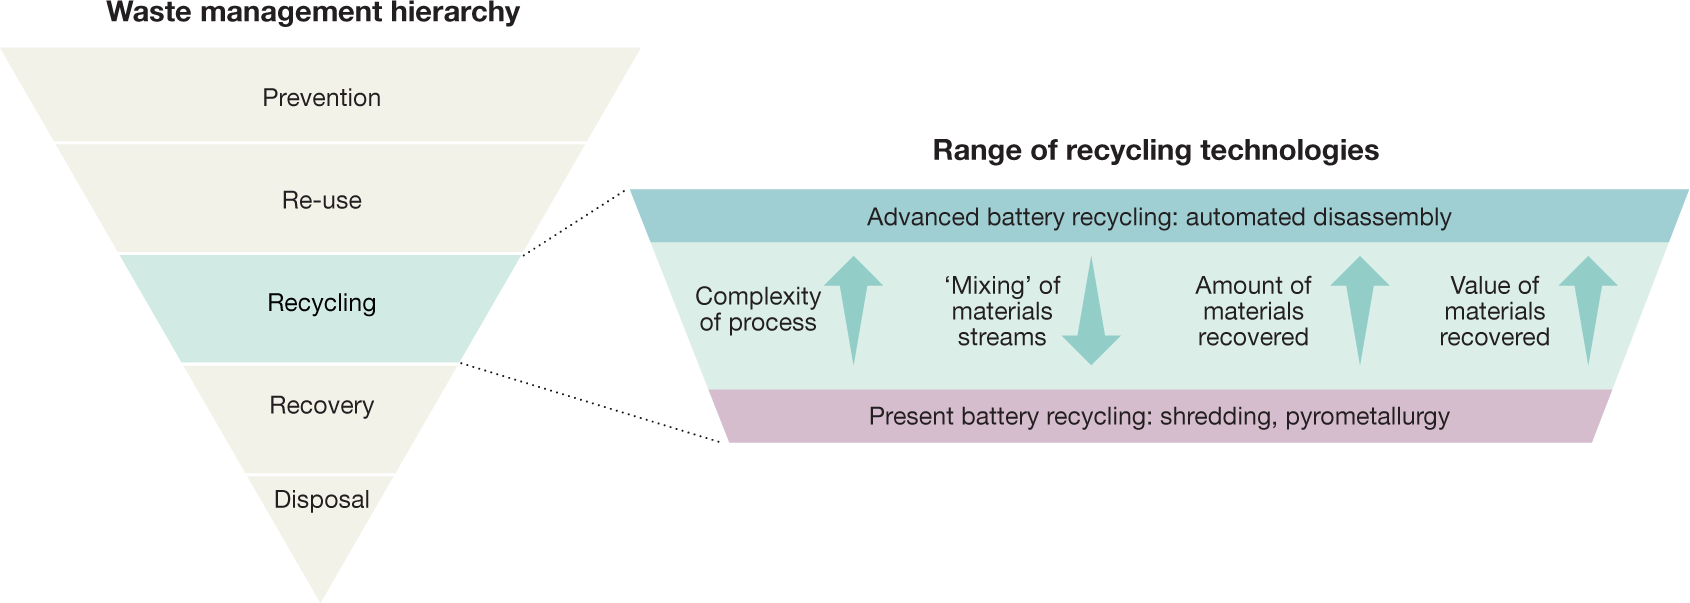 Waste management hierarchy
Prevention
Re-use
Recycling
Recovery
Disposal
Range of recycling technologies
Advanced battery recycling: automated disassembly
Complexity
of process
‘Mixing’ of
materials
streams
Amount of
materials
recovered
Value of
materials
recovered
Present battery recycling: shredding, pyrometallurgy